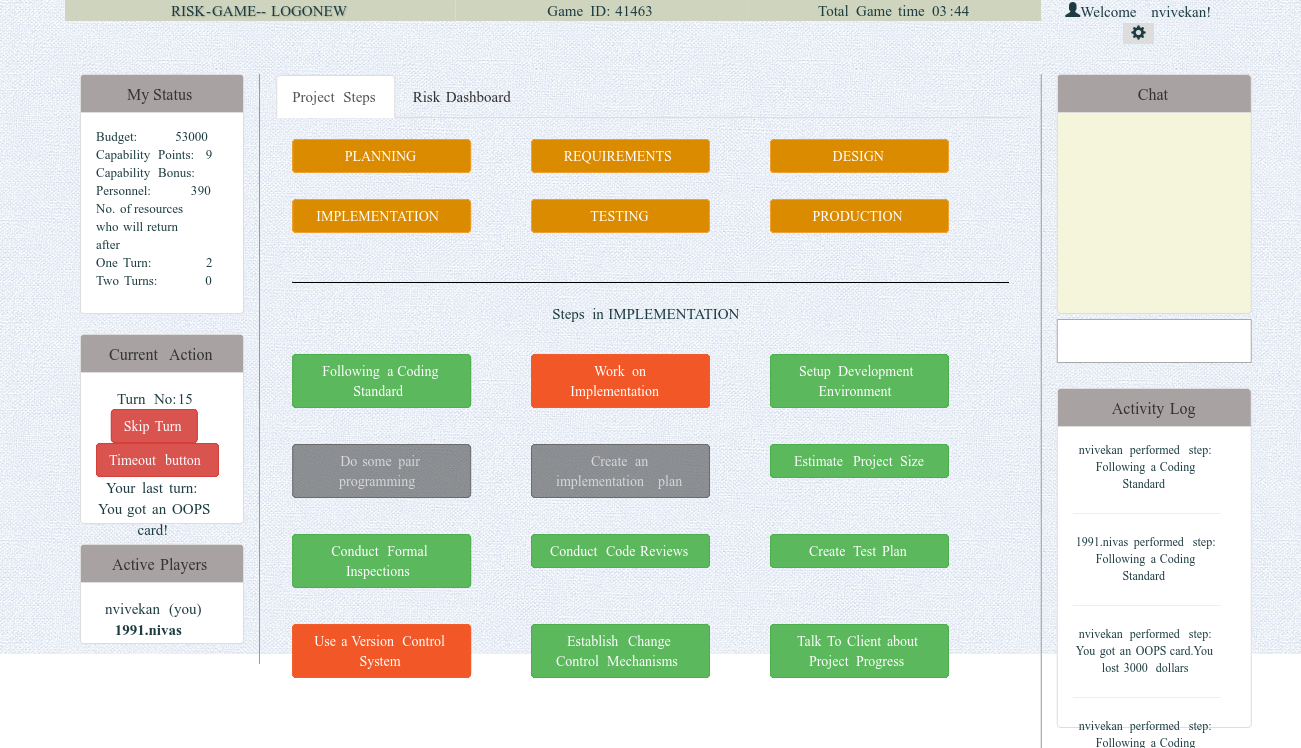 RISK-GAME-- LOGONEW Game ID: 41463 Total Game time 03:44
Welcome nvivekan!
My Status
Budget: 53000
Capability Points: 9
Capability Bonus:
Personnel: 390
No. of resources
who will return
after
One Turn: 2
Two Turns: 0
Current Action
Turn No:15
Skip Turn
Timeout button
Your last turn:
You got an OOPS
card!
Active Players
nvivekan (you)
1991.nivas
Project Steps Risk Dashboard
PLANNING REQUIREMENTS DESIGN
IMPLEMENTATION TESTING PRODUCTION
Steps in IMPLEMENTATION
Following a Coding
Standard
Work on
Implementation
Setup Development
Environment
Do some pair
programming
Create an
implementation plan
Estimate Project Size
Conduct Formal
Inspections
Conduct Code Reviews
Create Test Plan
Use a Version Control
System
Establish Change
Control Mechanisms
Talk To Client about
Project Progress
Chat
Activity Log
nvivekan performed step:
Following a Coding
Standard
1991.nivas performed step:
Following a Coding
Standard
nvivekan performed step:
You got an OOPS card.You
lost 3000 dollars
nvivekan performed step:
Following a Coding